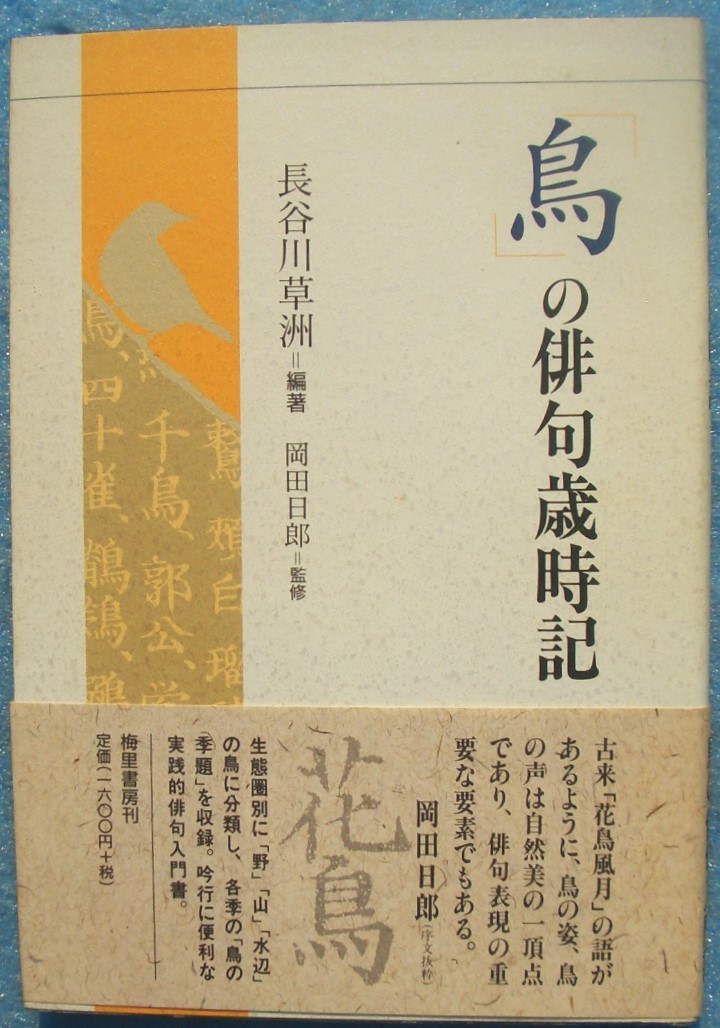 「鳥」の俳句歳時記
長谷川草洲=編著　岡田日郎=監修
鶇、頰白、瑠
千鳥、郭公、
鳥、四十雀、鶺鴒、
古来「花鳥風月」の語が
あるように、鳥の姿、鳥
の声は自然美の一頂点
であり、俳句表現の重
要な要素でもある。
岡田日郎(序文抜粋)
花鳥
生態圏別に「野」「山」「水辺」
の鳥に分類し、各季の「鳥の
季題」を収録。吟行に便利な
実践的俳句入門書。
梅里書房刊
定価(一六〇〇円+税)